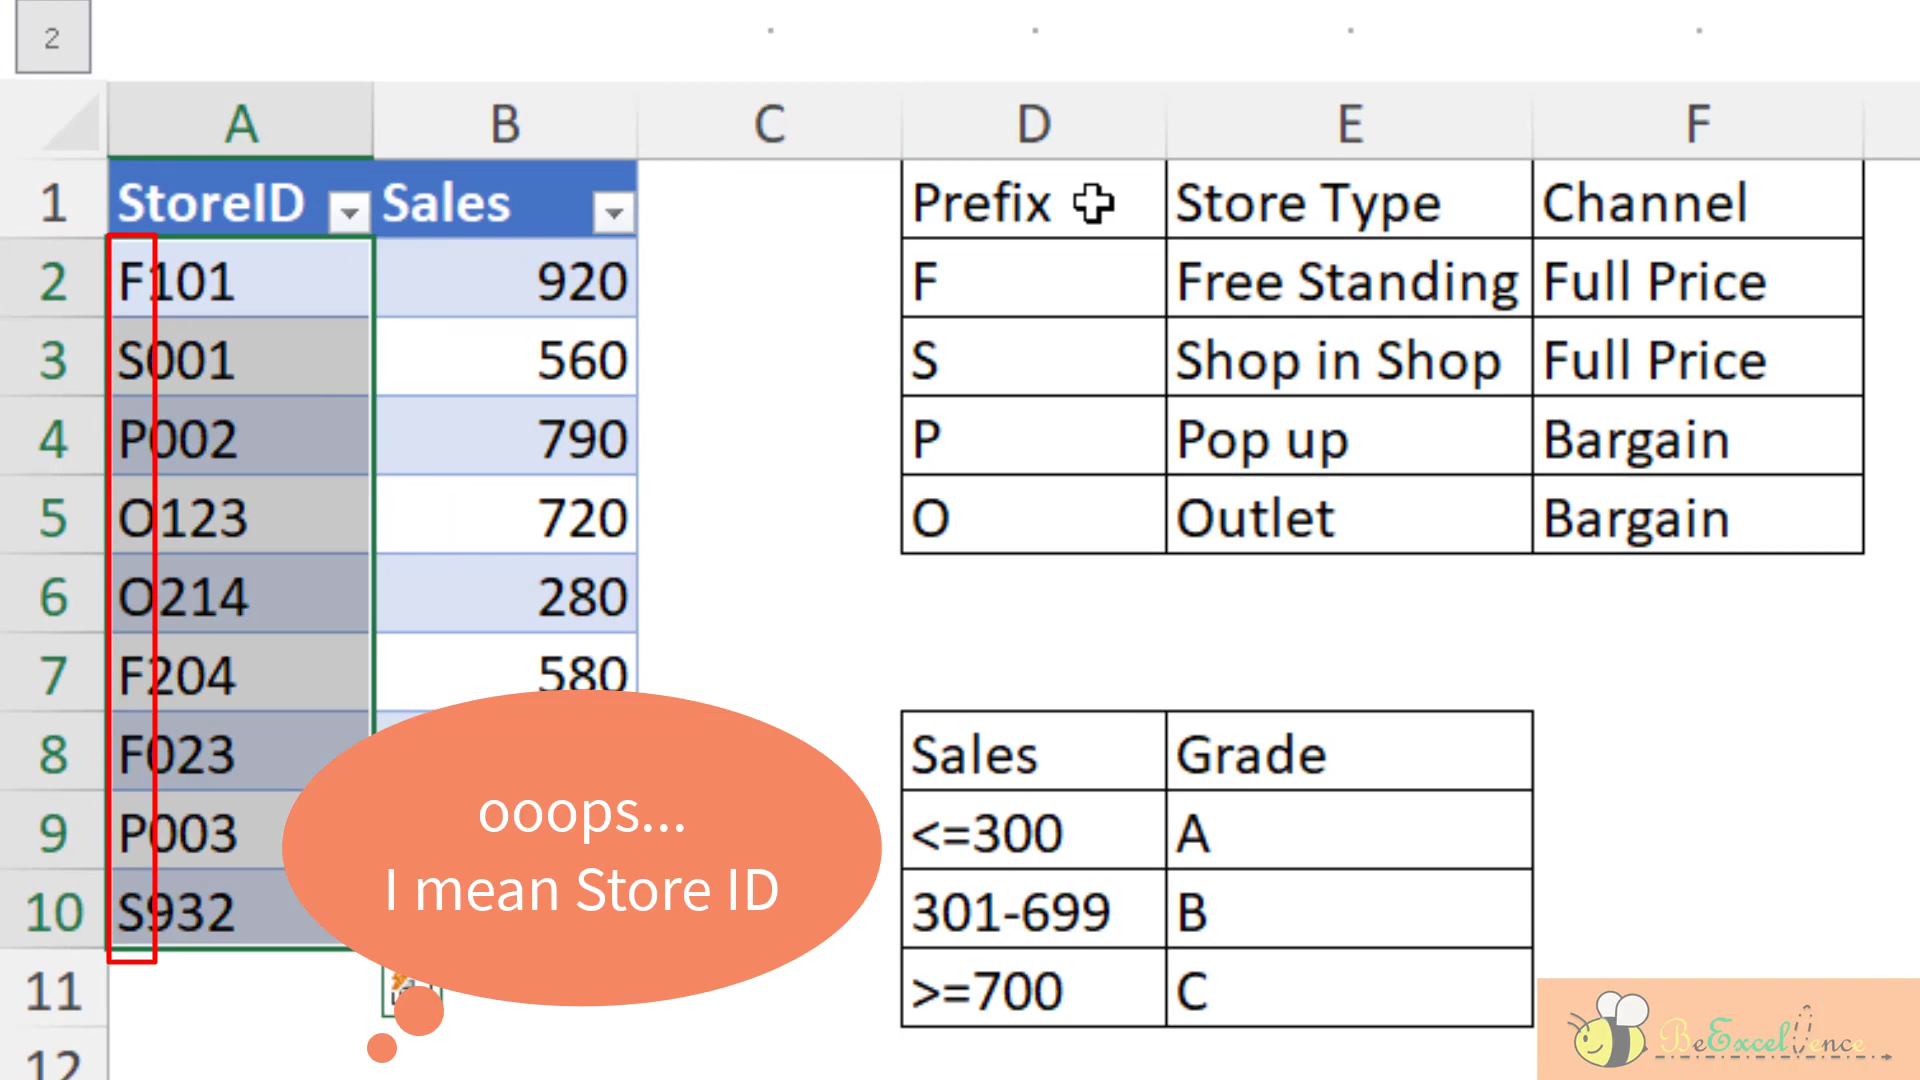 2
A B C D E F
1 StoreID Sales Prefix Store Type Channel
2 F101 920 F Free Standing Full Price
3 S001 560 S Shop in Shop Full Price
4 P002 790 P Pop up Bargain
5 O123 720 O Outlet Bargain
6 O214 280
7 F204 580
8 F023 Sales Grade
9 P003 <=300 A
10 S932 301-699 B
11 >=700 C
12
ooops...
I mean Store ID
BeExcellence